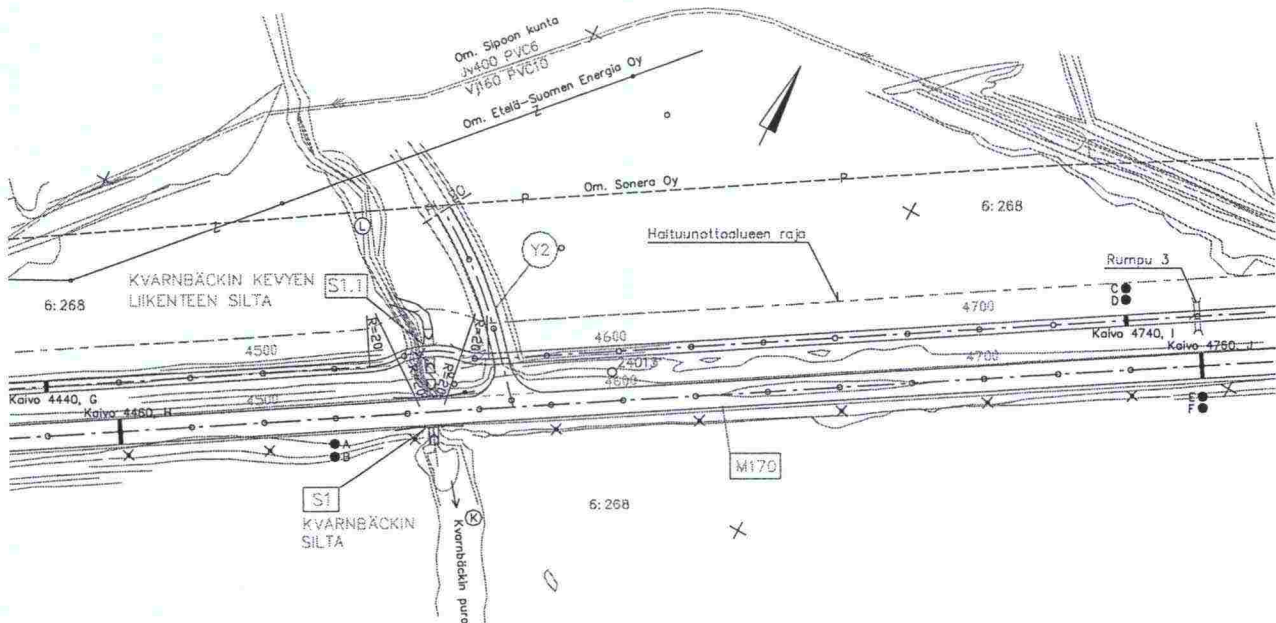 Om. Sipoon kunta
Jv400 PVC6
Vj160 PVC10
Om. Etelä-Suomen Energia Oy
Z
Z
Om. Sonera Oy
P
P
6:268
L
Y2
Haltuunottoalueen raja
KVARNBÄCKIN KEVYEN
LIIKENTEEN SILTA
S1.1
6:268
Rumpu 3
C
D
R=20
4500
4600
4700
Kaivo 4740, I
Kaivo 4760, J
4500
4600
4700
Kaivo 4440, G
Kaivo 4460, H
A
B
E
F
M170
S1
KVARNBÄCKIN
SILTA
K
Kvarnbäckin puro
6:268